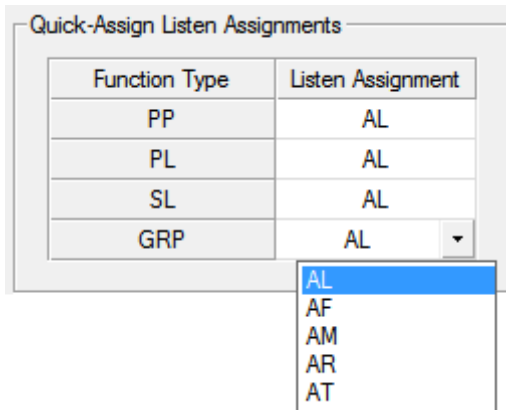 Quick-Assign Listen Assignments
Function Type Listen Assignment
PP AL
PL AL
SL AL
GRP AL
AL
AF
AM
AR
AT